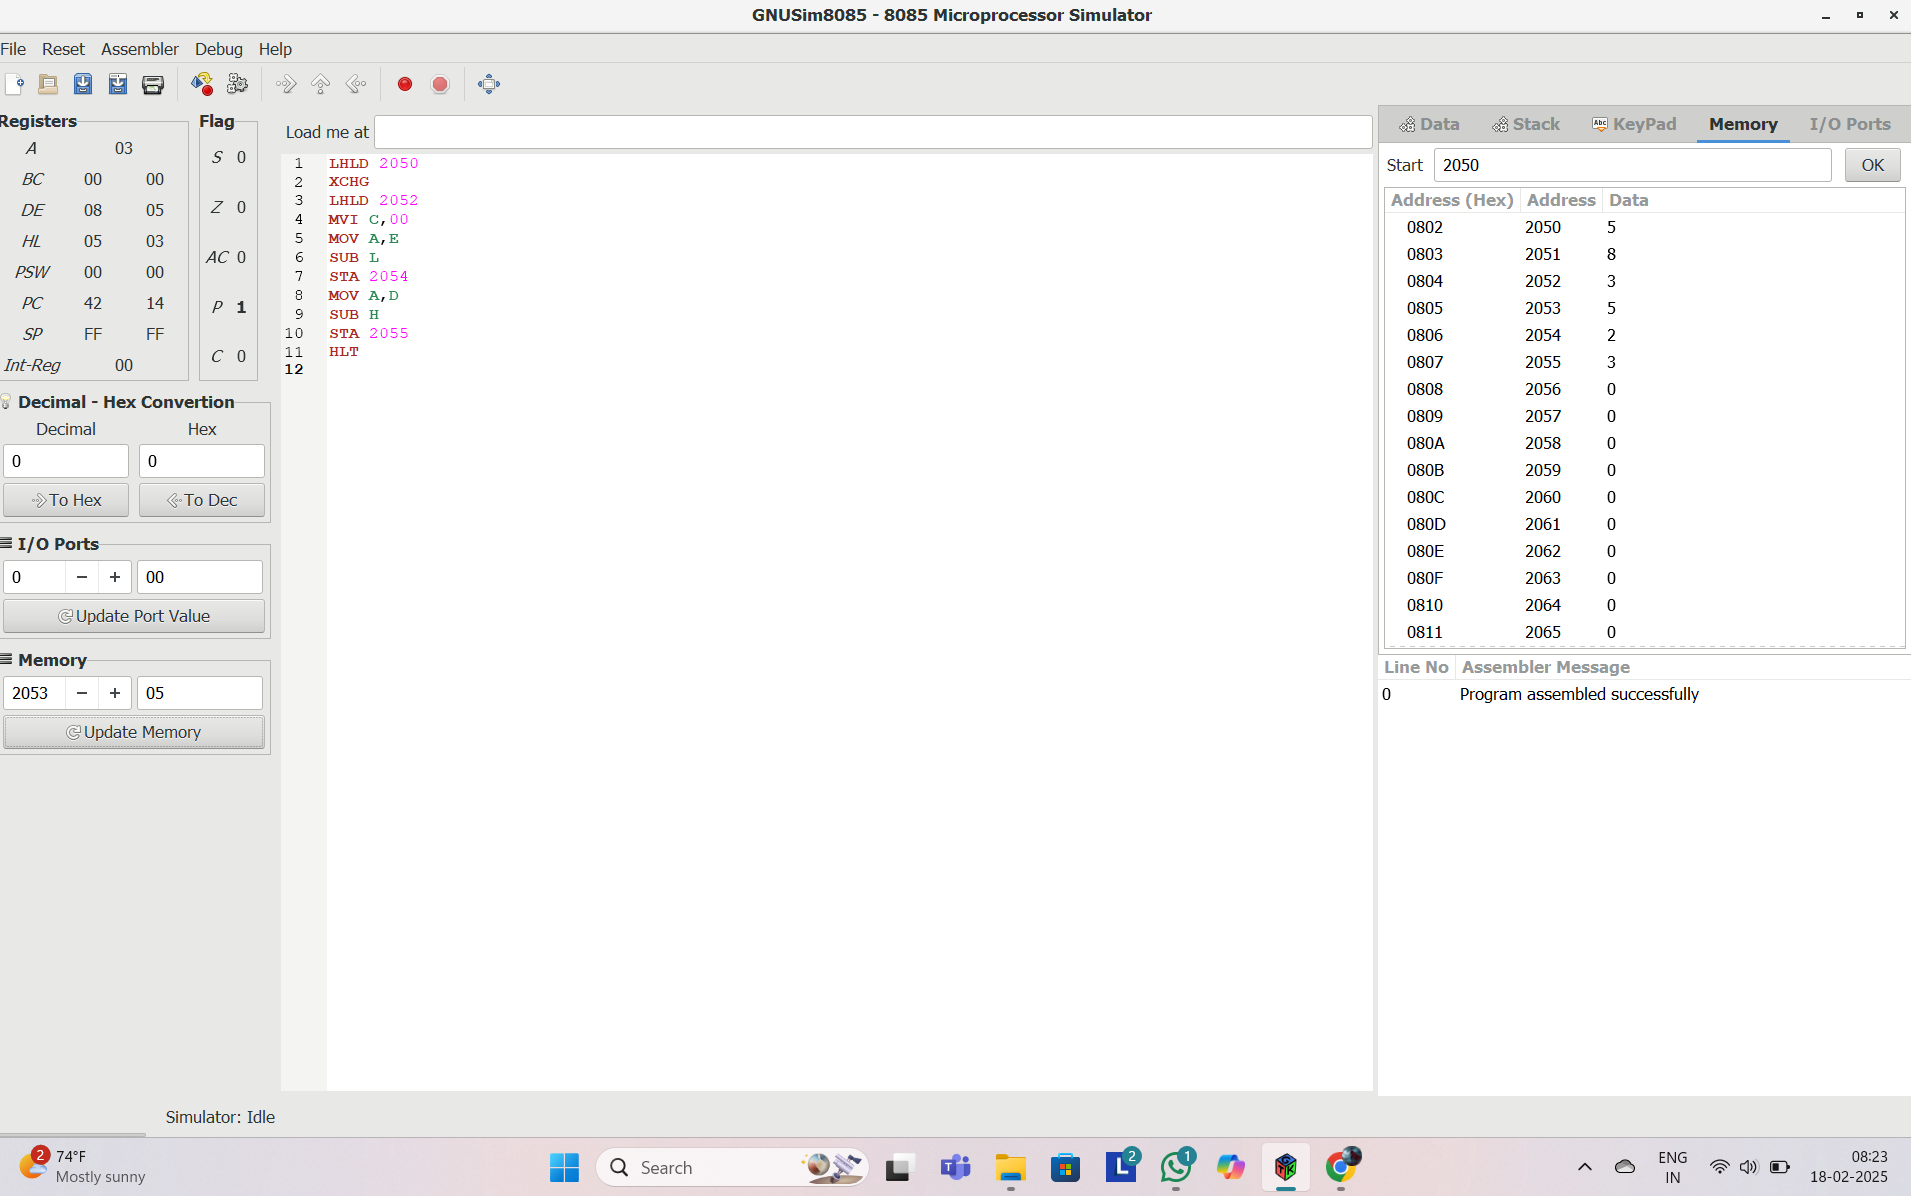 GNUSim8085 - 8085 Microprocessor Simulator
File Reset Assembler Debug Help
Registers
A 03
BC 00 00
DE 08 05
HL 05 03
PSW 00 00
PC 42 14
SP FF FF
Int-Reg 00
Flag
S 0
Z 0
AC 0
P 1
C 0
Decimal - Hex Convertion
Decimal Hex
0 0
To Hex To Dec
I/O Ports
0 − + 00
Update Port Value
Memory
2053 − + 05
Update Memory
Load me at
1 LHLD 2050
2 XCHG
3 LHLD 2052
4 MVI C,00
5 MOV A,E
6 SUB L
7 STA 2054
8 MOV A,D
9 SUB H
10 STA 2055
11 HLT
12
Data Stack Abc KeyPad Memory I/O Ports
Start 2050 OK
Address (Hex) Address Data
0802 2050 5
0803 2051 8
0804 2052 3
0805 2053 5
0806 2054 2
0807 2055 3
0808 2056 0
0809 2057 0
080A 2058 0
080B 2059 0
080C 2060 0
080D 2061 0
080E 2062 0
080F 2063 0
0810 2064 0
0811 2065 0
Line No Assembler Message
0 Program assembled successfully
Simulator: Idle
2 74°F
Mostly sunny
Search
T
L 2
1
ENG
IN
08:23
18-02-2025